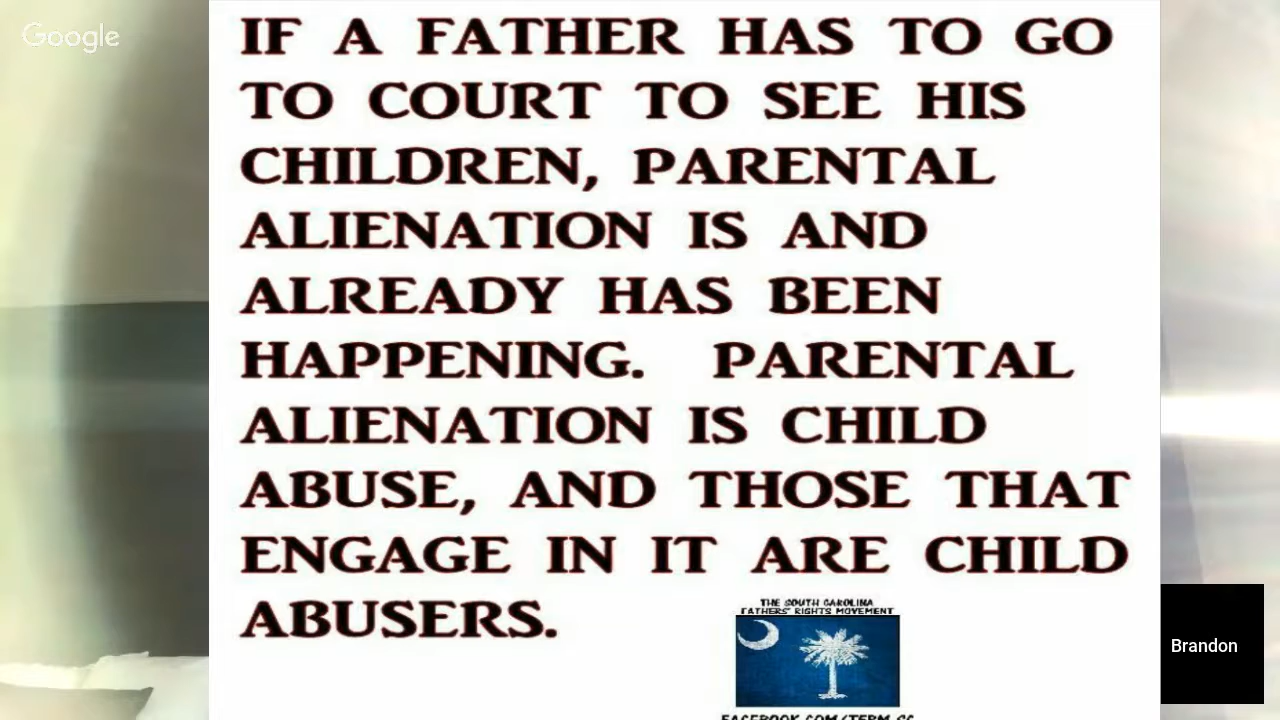 Google
IF A FATHER HAS TO GO
TO COURT TO SEE HIS
CHILDREN, PARENTAL
ALIENATION IS AND
ALREADY HAS BEEN
HAPPENING. PARENTAL
ALIENATION IS CHILD
ABUSE, AND THOSE THAT
ENGAGE IN IT ARE CHILD
ABUSERS.
THE SOUTH CAROLINA
FATHERS' RIGHTS MOVEMENT
Brandon